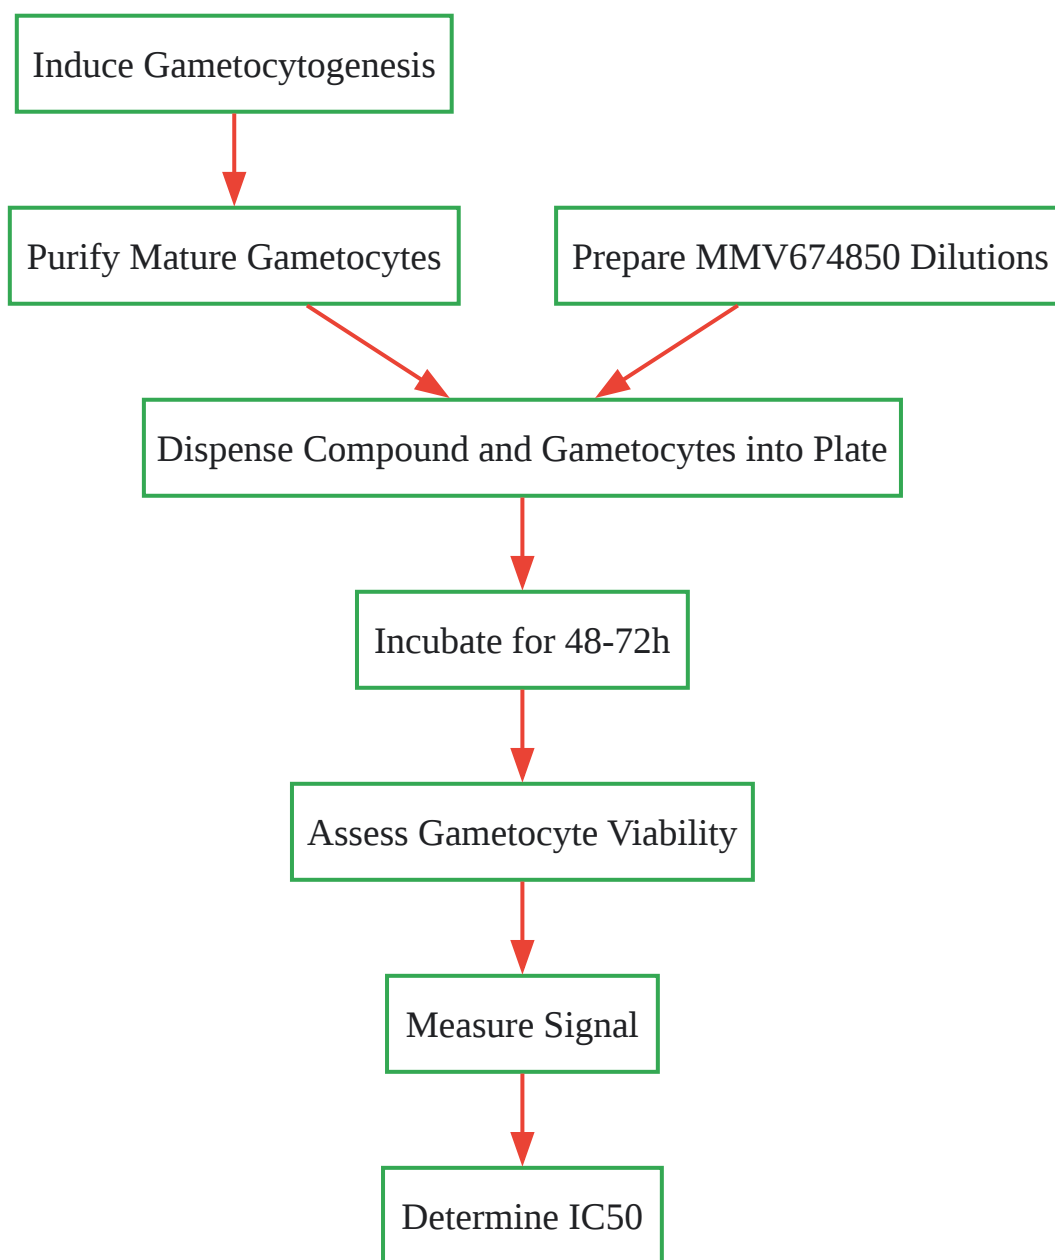 Induce Gametocytogenesis
Purify Mature Gametocytes
Prepare MMV674850 Dilutions
Dispense Compound and Gametocytes into Plate
Incubate for 48-72h
Assess Gametocyte Viability
Measure Signal
Determine IC50